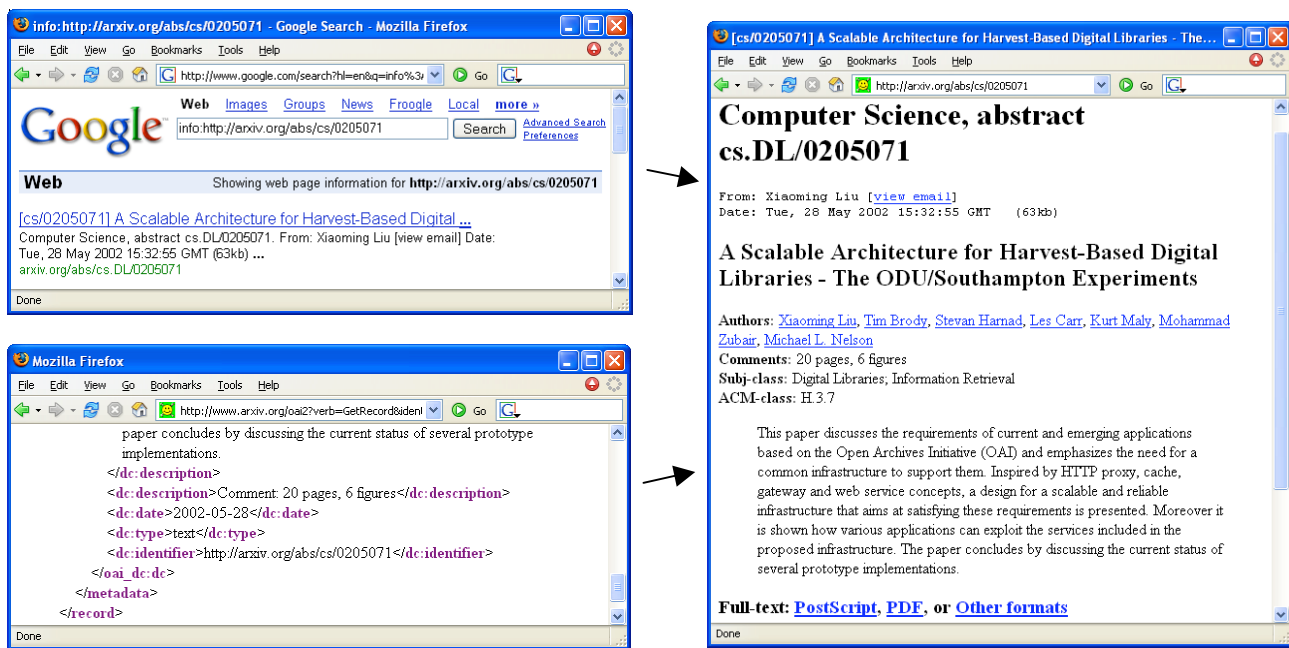 info:http://arxiv.org/abs/cs/0205071 - Google Search - Mozilla Firefox
File Edit View Go Bookmarks Tools Help
G http://www.google.com/search?hl=en&q=info%3 Go G
Google™
Web Images Groups News Froogle Local more »
info:http://arxiv.org/abs/cs/0205071 Search Advanced Search
Preferences
Web Showing web page information for http://arxiv.org/abs/cs/0205071
[cs/0205071] A Scalable Architecture for Harvest-Based Digital ...
Computer Science, abstract cs.DL/0205071. From: Xiaoming Liu [view email] Date:
Tue, 28 May 2002 15:32:55 GMT (63kb) ...
arxiv.org/abs/cs.DL/0205071
Done
Mozilla Firefox
File Edit View Go Bookmarks Tools Help
http://www.arxiv.org/oai2?verb=GetRecord&iden Go G
paper concludes by discussing the current status of several prototype
implementations.
</dc:description>
<dc:description>Comment: 20 pages, 6 figures</dc:description>
<dc:date>2002-05-28</dc:date>
<dc:type>text</dc:type>
<dc:identifier>http://arxiv.org/abs/cs/0205071</dc:identifier>
</oai_dc:dc>
</metadata>
</record>
Done
[cs/0205071] A Scalable Architecture for Harvest-Based Digital Libraries - The...
File Edit View Go Bookmarks Tools Help
http://arxiv.org/abs/cs/0205071 Go G
Computer Science, abstract
cs.DL/0205071
From: Xiaoming Liu [view email]
Date: Tue, 28 May 2002 15:32:55 GMT (63kb)
A Scalable Architecture for Harvest-Based Digital
Libraries - The ODU/Southampton Experiments
Authors: Xiaoming Liu, Tim Brody, Stevan Harnad, Les Carr, Kurt Maly, Mohammad
Zubair, Michael L. Nelson
Comments: 20 pages, 6 figures
Subj-class: Digital Libraries; Information Retrieval
ACM-class: H.3.7
This paper discusses the requirements of current and emerging applications
based on the Open Archives Initiative (OAI) and emphasizes the need for a
common infrastructure to support them. Inspired by HTTP proxy, cache,
gateway and web service concepts, a design for a scalable and reliable
infrastructure that aims at satisfying these requirements is presented. Moreover it
is shown how various applications can exploit the services included in the
proposed infrastructure. The paper concludes by discussing the current status of
several prototype implementations.
Full-text: PostScript, PDF, or Other formats
Done